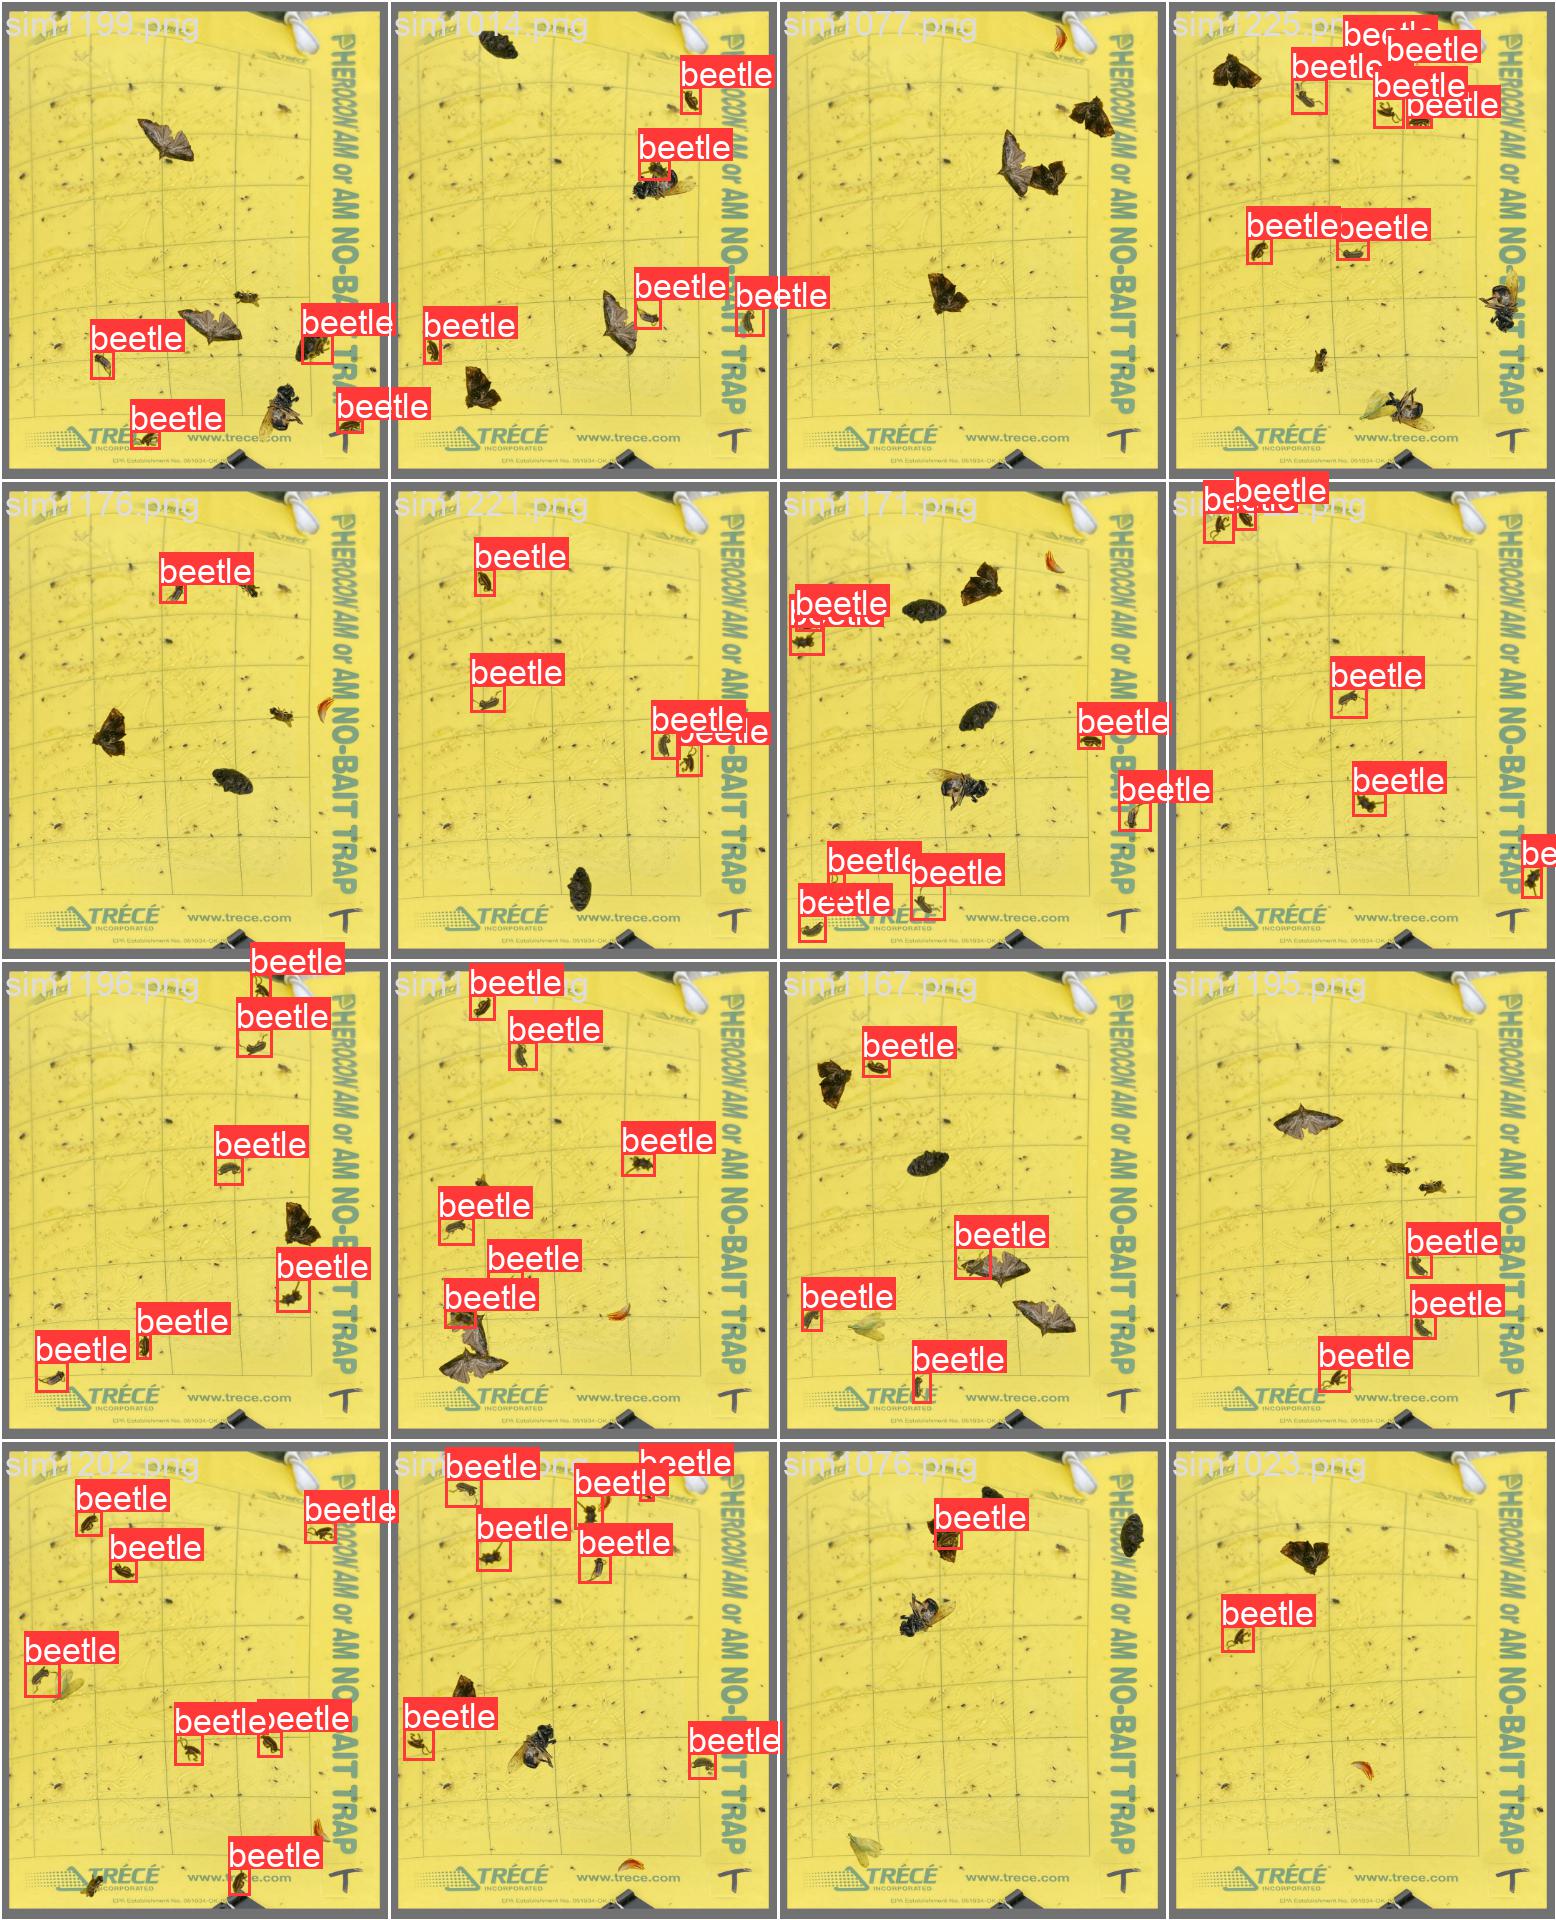 sim1199.png
beetle
beetle
beetle
beetle
PHEROCON AM or AM NO-BAIT TRAP
TRÉCÉ
INCORPORATED
www.trece.com
T
sim1014.png
beetle
beetle
beetle
beetle
beetle
PHEROCON AM or AM NO-BAIT TRAP
TRÉCÉ
INCORPORATED
www.trece.com
T
sim1077.png
PHEROCON AM or AM NO-BAIT TRAP
TRÉCÉ
INCORPORATED
www.trece.com
T
sim1225.png
beetle
beetle
beetle
beetle
beetle
beetle
beetle
PHEROCON AM or AM NO-BAIT TRAP
TRÉCÉ
INCORPORATED
www.trece.com
T
sim1176.png
beetle
PHEROCON AM or AM NO-BAIT TRAP
TRÉCÉ
INCORPORATED
www.trece.com
T
sim1221.png
beetle
beetle
beetle
beetle
PHEROCON AM or AM NO-BAIT TRAP
TRÉCÉ
INCORPORATED
www.trece.com
T
sim1171.png
beetle
beetle
beetle
beetle
beetle
beetle
beetle
PHEROCON AM or AM NO-BAIT TRAP
TRÉCÉ
INCORPORATED
www.trece.com
T
beetle
beetle
beetle
beetle
be
PHEROCON AM or AM NO-BAIT TRAP
TRÉCÉ
INCORPORATED
www.trece.com
T
sim1196.png
beetle
beetle
beetle
beetle
beetle
beetle
PHEROCON AM or AM NO-BAIT TRAP
TRÉCÉ
INCORPORATED
www.trece.com
T
beetle
beetle
beetle
beetle
beetle
beetle
PHEROCON AM or AM NO-BAIT TRAP
TRÉCÉ
INCORPORATED
www.trece.com
T
sim1167.png
beetle
beetle
beetle
beetle
PHEROCON AM or AM NO-BAIT TRAP
TRÉCÉ
INCORPORATED
www.trece.com
T
sim1195.png
beetle
beetle
beetle
PHEROCON AM or AM NO-BAIT TRAP
TRÉCÉ
INCORPORATED
www.trece.com
T
sim1202.png
beetle
beetle
beetle
beetle
beetle
beetle
beetle
PHEROCON AM or AM NO-BAIT TRAP
TRÉCÉ
INCORPORATED
www.trece.com
T
beetle
beetle
beetle
beetle
beetle
beetle
beetle
PHEROCON AM or AM NO-BAIT TRAP
TRÉCÉ
INCORPORATED
www.trece.com
T
sim1076.png
beetle
PHEROCON AM or AM NO-BAIT TRAP
TRÉCÉ
INCORPORATED
www.trece.com
T
sim1023.png
beetle
PHEROCON AM or AM NO-BAIT TRAP
TRÉCÉ
INCORPORATED
www.trece.com
T